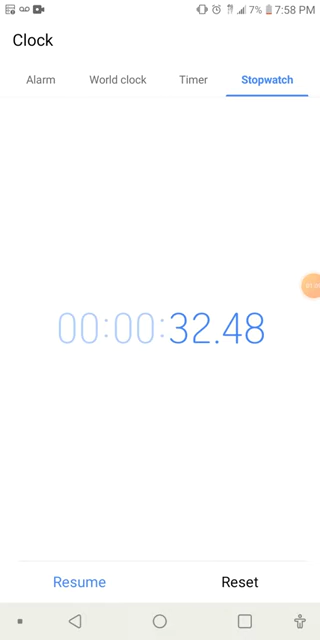 7% 7:58 PM
Clock
Alarm World clock Timer Stopwatch
00:00:32.48
Resume Reset